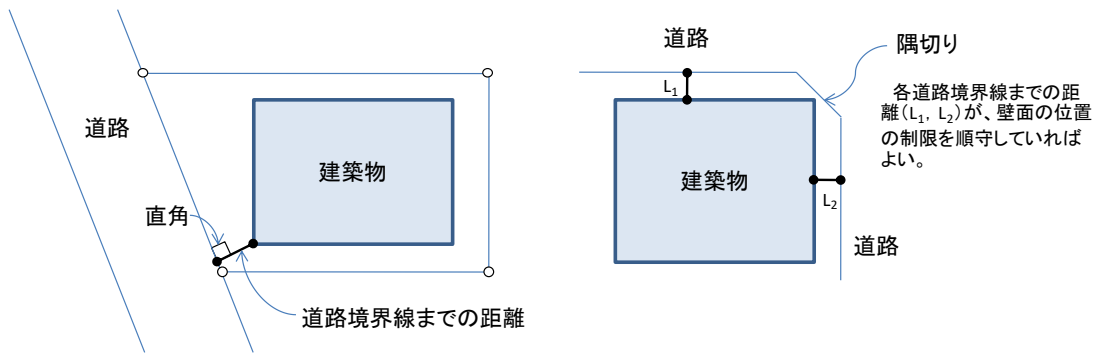 道路
建築物
直角
道路境界線までの距離
道路
隅切り
L1
各道路境界線までの距
離(L1, L2)が、壁面の位置
の制限を順守していれば
よい。
建築物
L2
道路